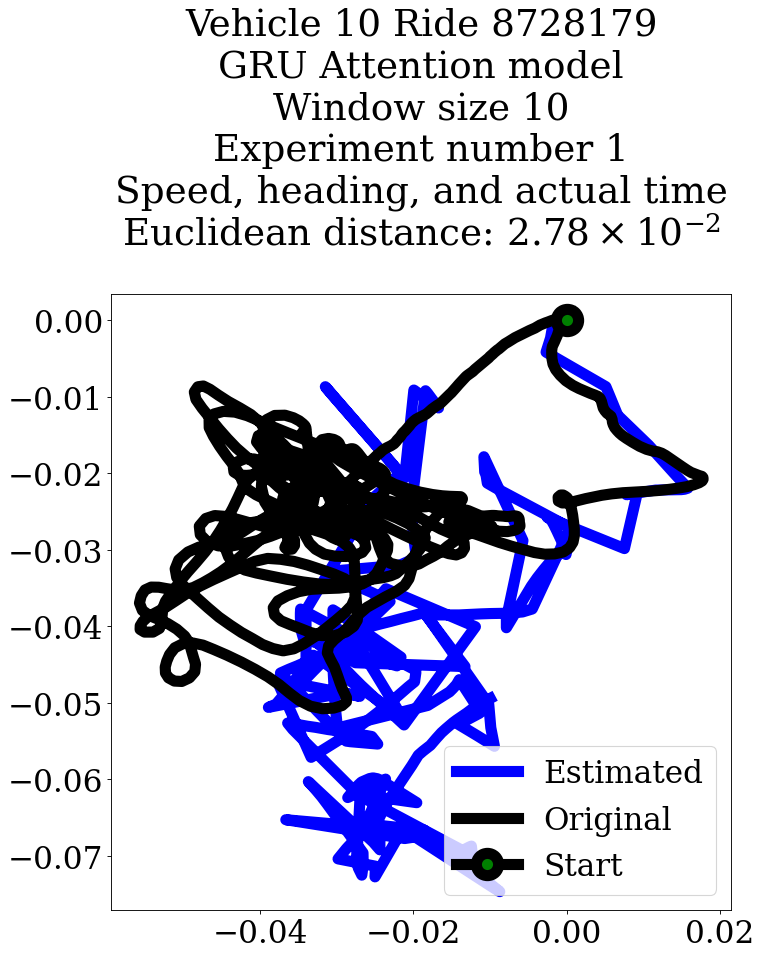 Vehicle 10 Ride 8728179
GRU Attention model
Window size 10
Experiment number 1
Speed, heading, and actual time
Euclidean distance: 2.78 × 10⁻²
0.00
−0.01
−0.02
−0.03
−0.04
−0.05
−0.06
−0.07
Estimated
Original
Start
−0.04 −0.02 0.00 0.02